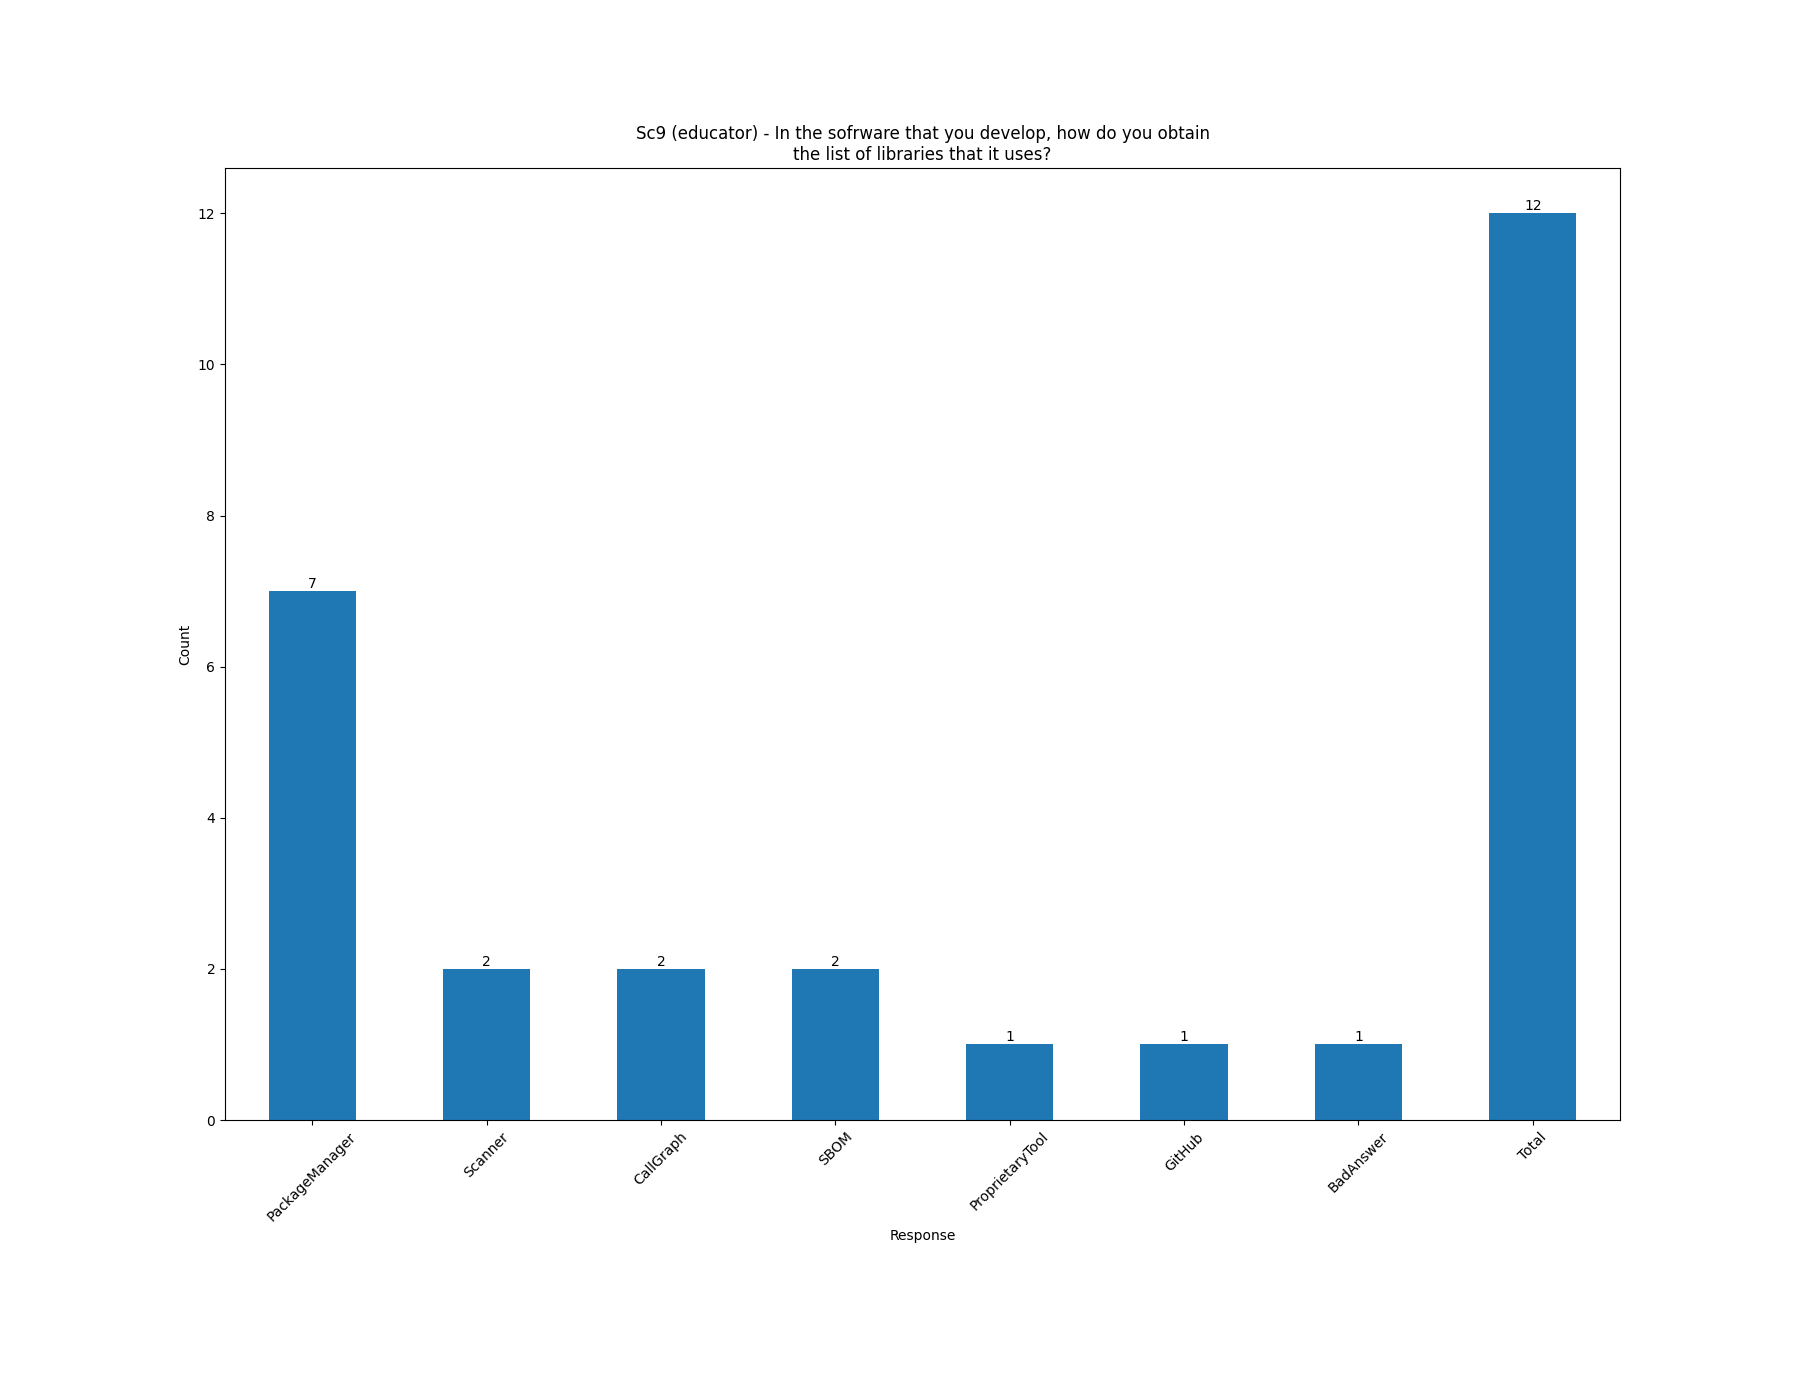 Sc9 (educator) - In the sofrware that you develop, how do you obtain
the list of libraries that it uses?
12
10
8
6
4
2
0
Count
7
2
2
2
1
1
1
12
PackageManager
Scanner
CallGraph
SBOM
ProprietaryTool
GitHub
BadAnswer
Total
Response